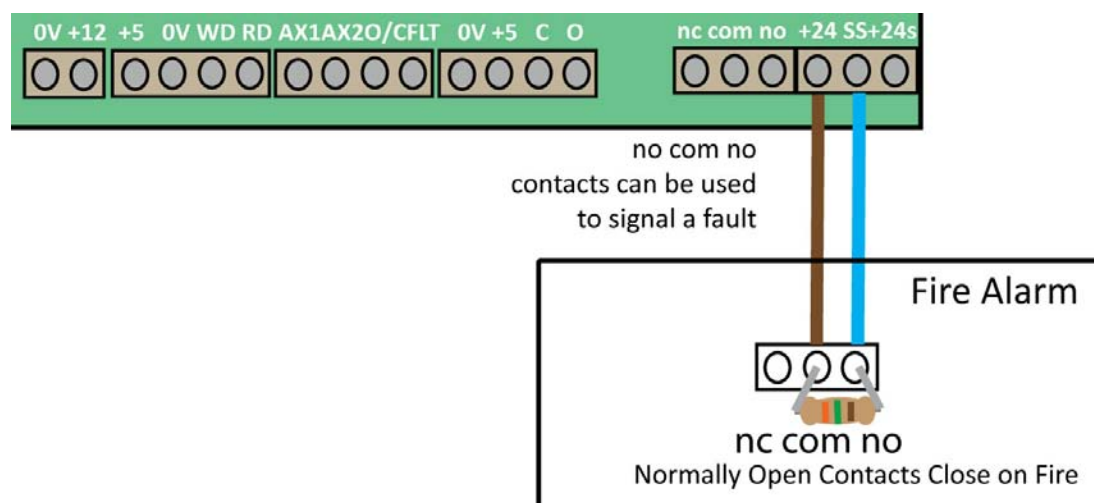 0V +12 +5 0V WD RD AX1AX2O/CFLT 0V +5 C O nc com no +24 SS+24s
no com no
contacts can be used
to signal a fault
Fire Alarm
nc com no
Normally Open Contacts Close on Fire